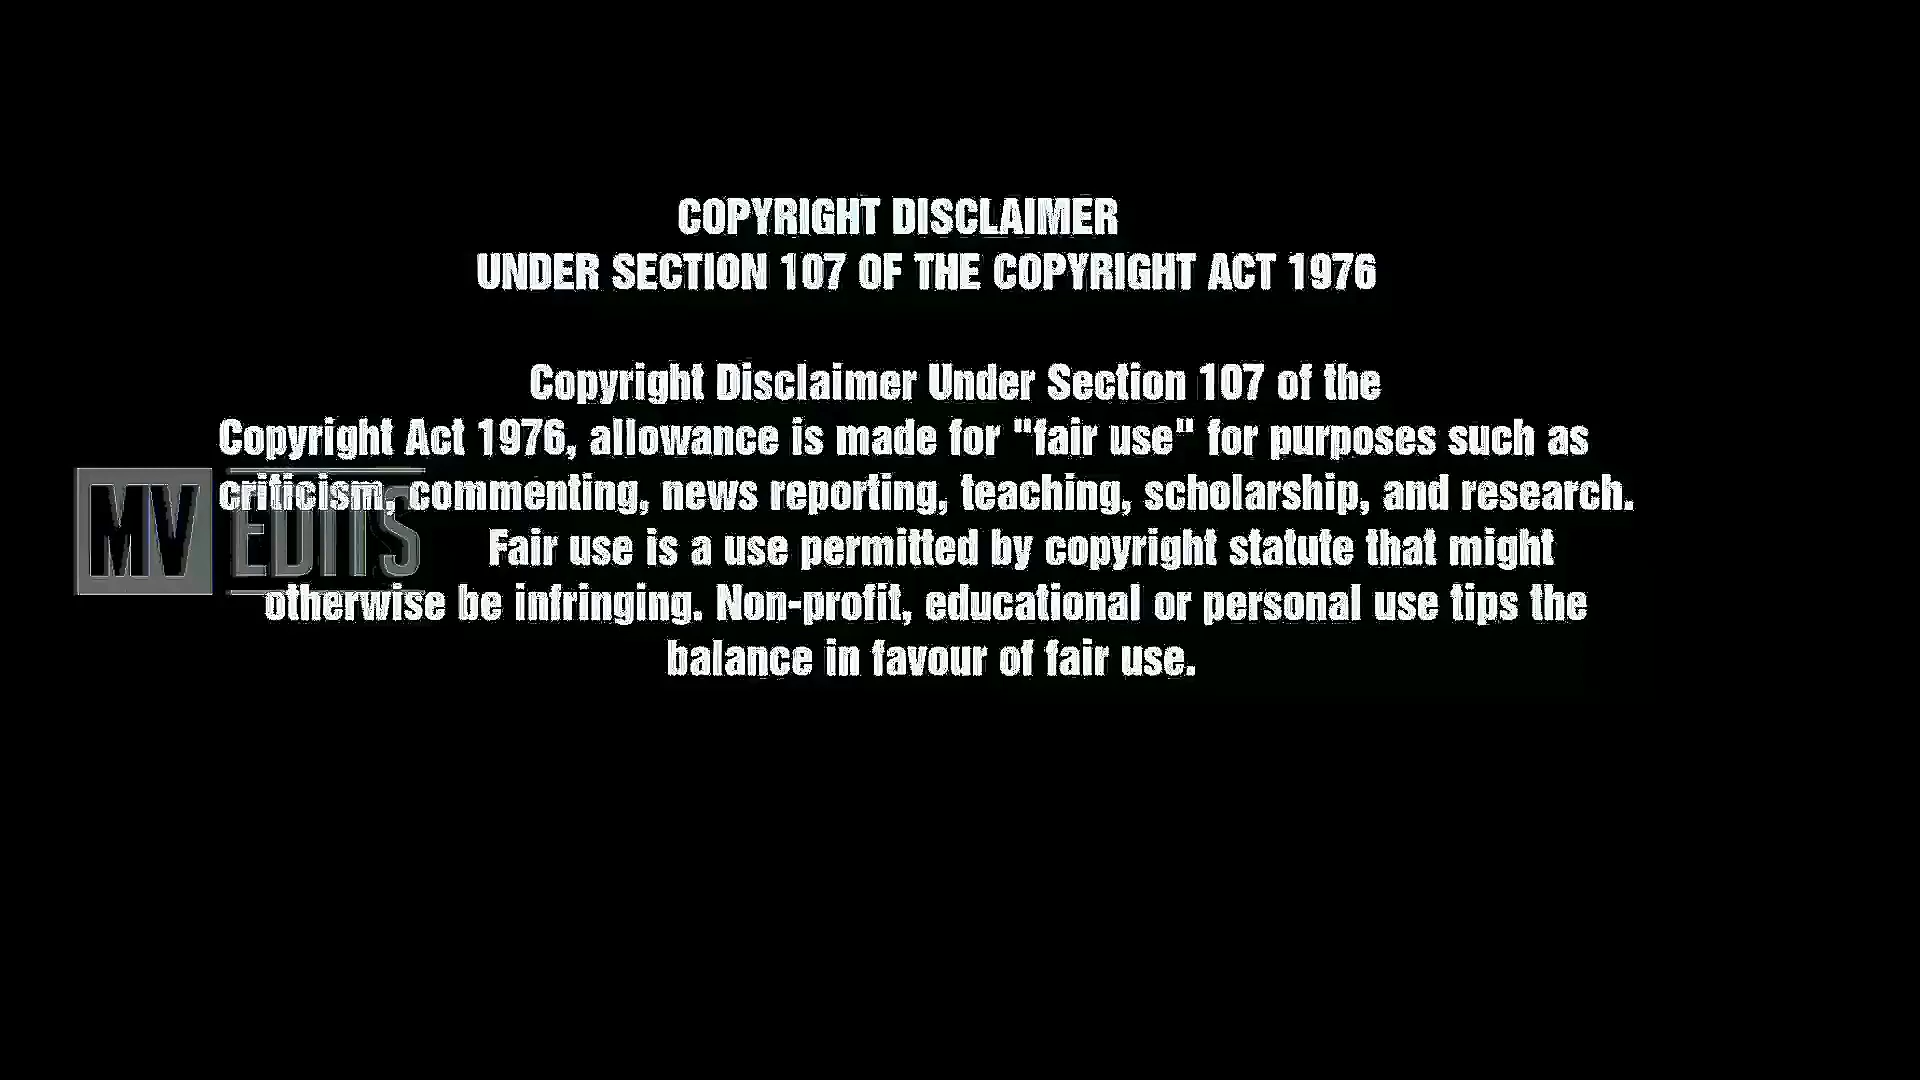 COPYRIGHT DISCLAIMER
UNDER SECTION 107 OF THE COPYRIGHT ACT 1976
Copyright Disclaimer Under Section 107 of the
Copyright Act 1976, allowance is made for "fair use" for purposes such as
criticism, commenting, news reporting, teaching, scholarship, and research.
MV EDITS
Fair use is a use permitted by copyright statute that might
otherwise be infringing. Non-profit, educational or personal use tips the
balance in favour of fair use.